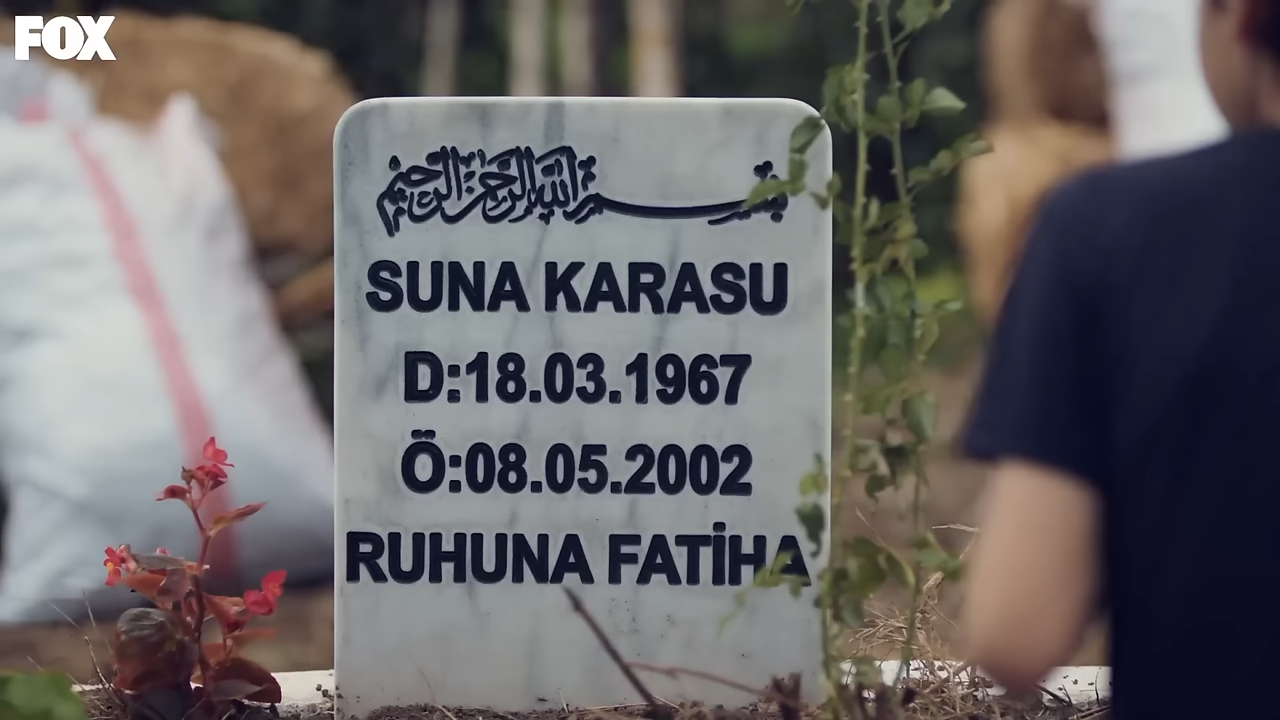 FOX
بسم الله الرحمن الرحيم
SUNA KARASU
D:18.03.1967
Ö:08.05.2002
RUHUNA FATİHA